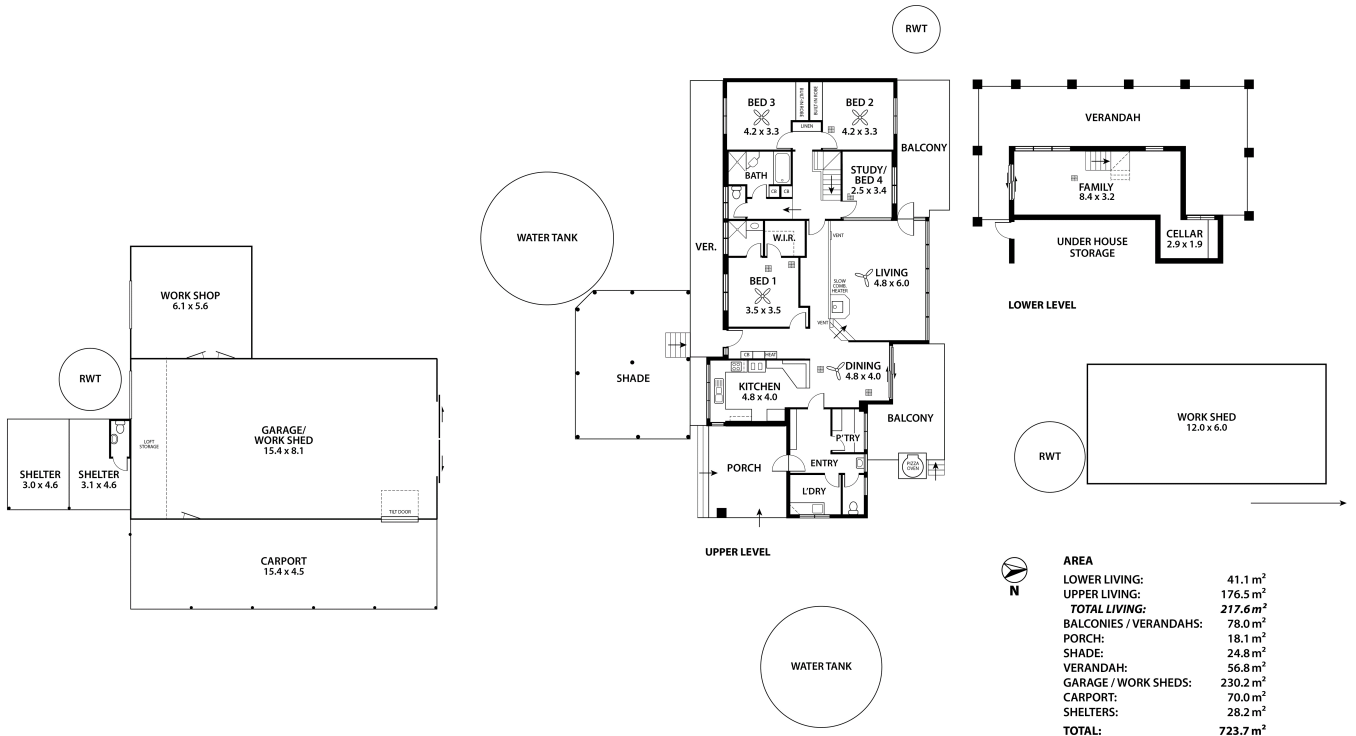 RWT
BED 3
4.2 x 3.3
BUILT-IN ROBE
BUILT-IN ROBE
BED 2
4.2 x 3.3
LINEN
BALCONY
BATH
CB
CB
STUDY/
BED 4
2.5 x 3.4
VER.
W.I.R.
VENT
LIVING
4.8 x 6.0
SLOW
COMB.
HEATER
BED 1
3.5 x 3.5
VENT
CB
HEAT
DINING
4.8 x 4.0
KITCHEN
4.8 x 4.0
BALCONY
P'TRY
PORCH
ENTRY
PIZZA
OVEN
L'DRY
UPPER LEVEL
WATER TANK
SHADE
WORK SHOP
6.1 x 5.6
RWT
LOFT
STORAGE
GARAGE/
WORK SHED
15.4 x 8.1
SHELTER
3.0 x 4.6
SHELTER
3.1 x 4.6
TILT DOOR
CARPORT
15.4 x 4.5
VERANDAH
FAMILY
8.4 x 3.2
CELLAR
2.9 x 1.9
UNDER HOUSE
STORAGE
LOWER LEVEL
WORK SHED
12.0 x 6.0
RWT
WATER TANK
N
AREA
LOWER LIVING: 41.1 m²
UPPER LIVING: 176.5 m²
TOTAL LIVING: 217.6 m²
BALCONIES / VERANDAHS: 78.0 m²
PORCH: 18.1 m²
SHADE: 24.8 m²
VERANDAH: 56.8 m²
GARAGE / WORK SHEDS: 230.2 m²
CARPORT: 70.0 m²
SHELTERS: 28.2 m²
TOTAL: 723.7 m²